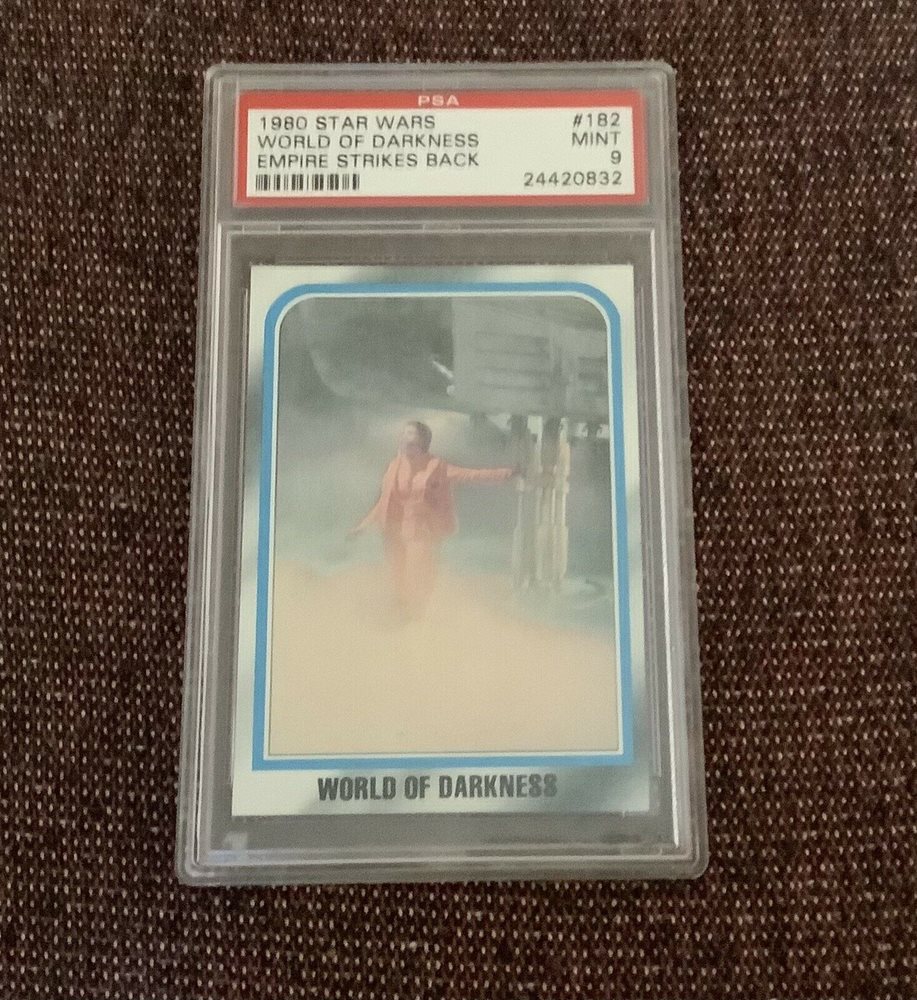 PSA
1980 STAR WARS #182
WORLD OF DARKNESS MINT
EMPIRE STRIKES BACK 9
24420832
WORLD OF DARKNESS